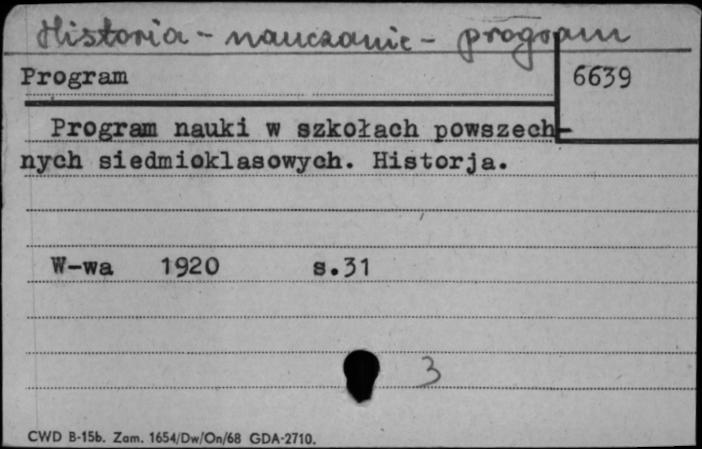 Historia - nauczanie - program
Program
6639
Program nauki w szkołach powszech-
nych siedmioklasowych. Historja.
W-wa 1920 s.31
3
CWD B-15b. Zam. 1654/Dw/On/68 GDA-2710.